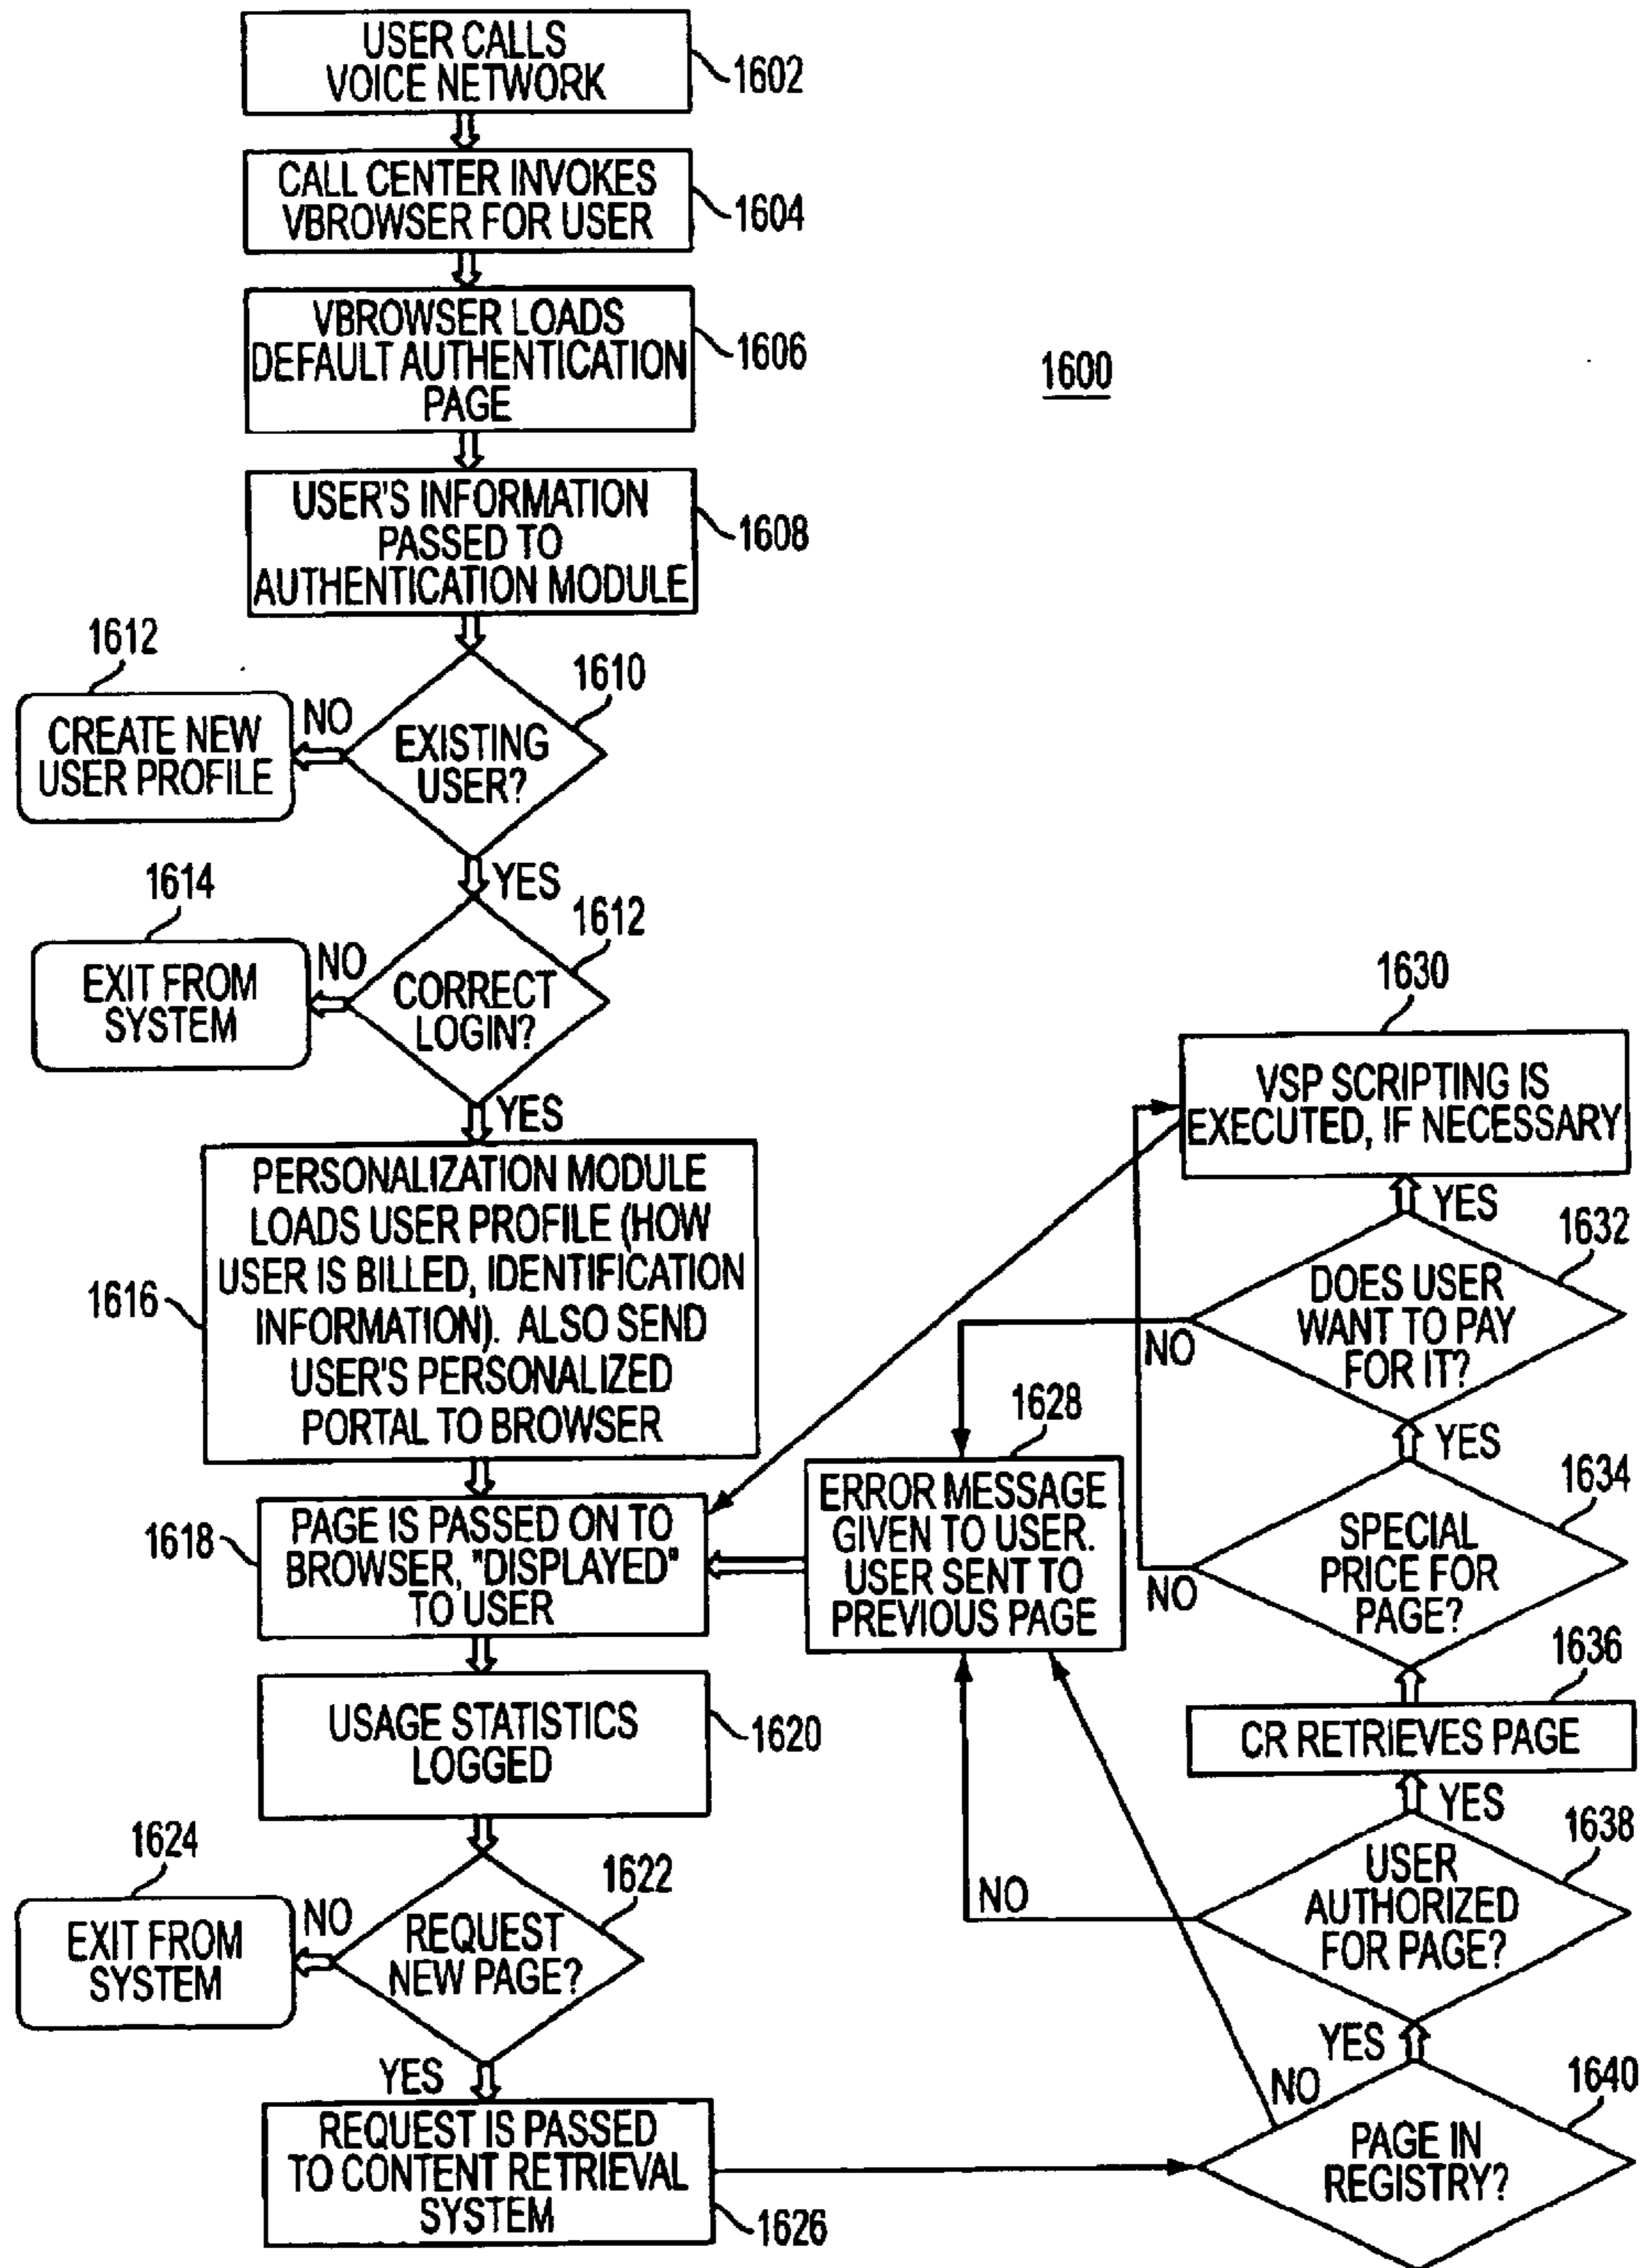 USER CALLS
VOICE NETWORK
1602
CALL CENTER INVOKES
VBROWSER FOR USER
1604
VBROWSER LOADS
DEFAULT AUTHENTICATION
PAGE
1606
1600
USER'S INFORMATION
PASSED TO
AUTHENTICATION MODULE
1608
1612
CREATE NEW
USER PROFILE
NO
1610
EXISTING
USER?
YES
1614
EXIT FROM
SYSTEM
NO
1612
CORRECT
LOGIN?
YES
1616
PERSONALIZATION MODULE
LOADS USER PROFILE (HOW
USER IS BILLED, IDENTIFICATION
INFORMATION). ALSO SEND
USER'S PERSONALIZED
PORTAL TO BROWSER
1618
PAGE IS PASSED ON TO
BROWSER, "DISPLAYED"
TO USER
USAGE STATISTICS
LOGGED
1620
1624
EXIT FROM
SYSTEM
NO
1622
REQUEST
NEW PAGE?
YES
REQUEST IS PASSED
TO CONTENT RETRIEVAL
SYSTEM
1626
1630
VSP SCRIPTING IS
EXECUTED, IF NECESSARY
YES
1632
DOES USER
WANT TO PAY
FOR IT?
NO
YES
1628
ERROR MESSAGE
GIVEN TO USER.
USER SENT TO
PREVIOUS PAGE
1634
SPECIAL
PRICE FOR
PAGE?
NO
1636
CR RETRIEVES PAGE
YES
1638
USER
AUTHORIZED
FOR PAGE?
NO
YES
NO
1640
PAGE IN
REGISTRY?